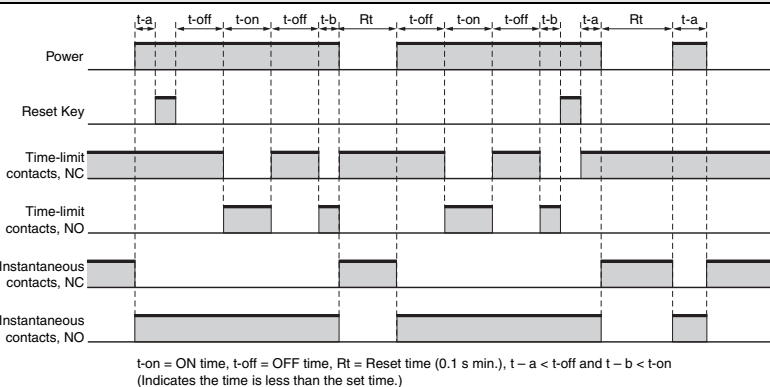 t-a t-off t-on t-off t-b Rt t-off t-on t-off t-b t-a Rt t-a
Power
Reset Key
Time-limit
contacts, NC
Time-limit
contacts, NO
Instantaneous
contacts, NC
Instantaneous
contacts, NO
t-on = ON time, t-off = OFF time, Rt = Reset time (0.1 s min.), t – a < t-off and t – b < t-on
(Indicates the time is less than the set time.)